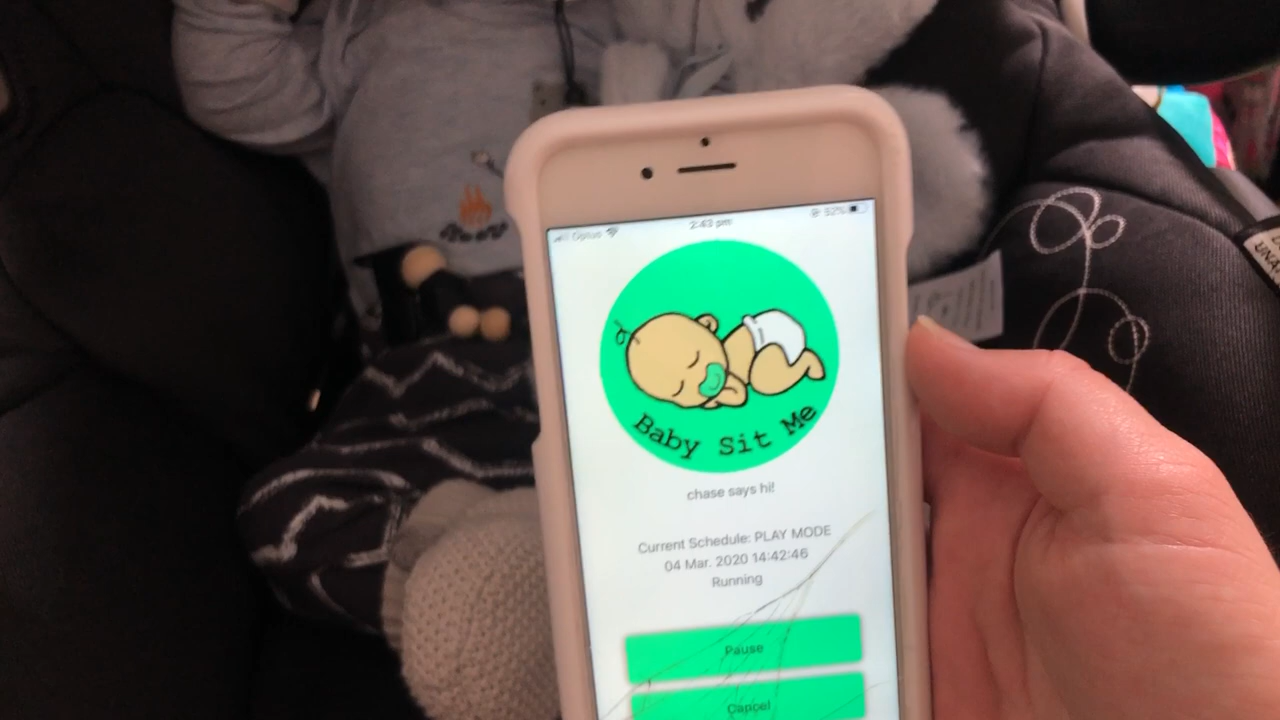 Optus
2:43 pm
52%
Baby Sit Me
chase says hi!
Current Schedule: PLAY MODE
04 Mar. 2020 14:42:46
Running
Pause
Cancel